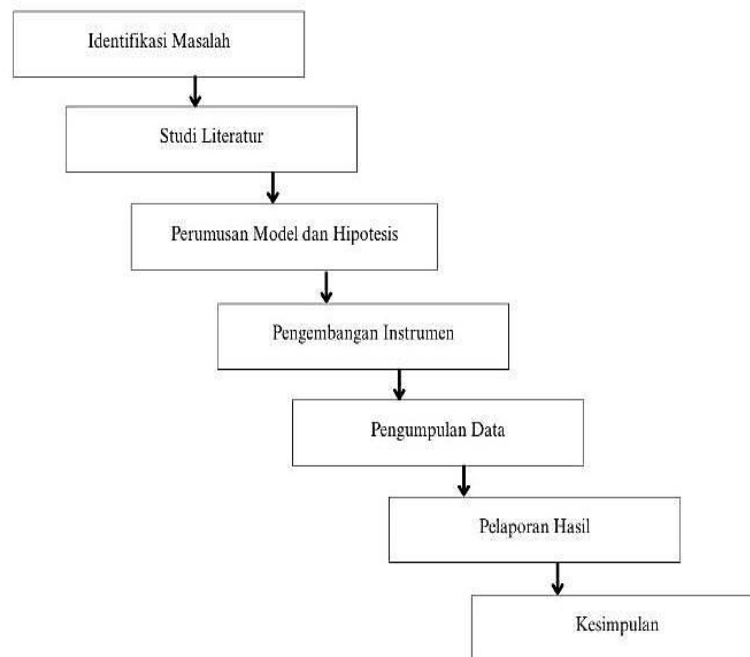 Identifikasi Masalah
Studi Literatur
Perumusan Model dan Hipotesis
Pengembangan Instrumen
Pengumpulan Data
Pelaporan Hasil
Kesimpulan